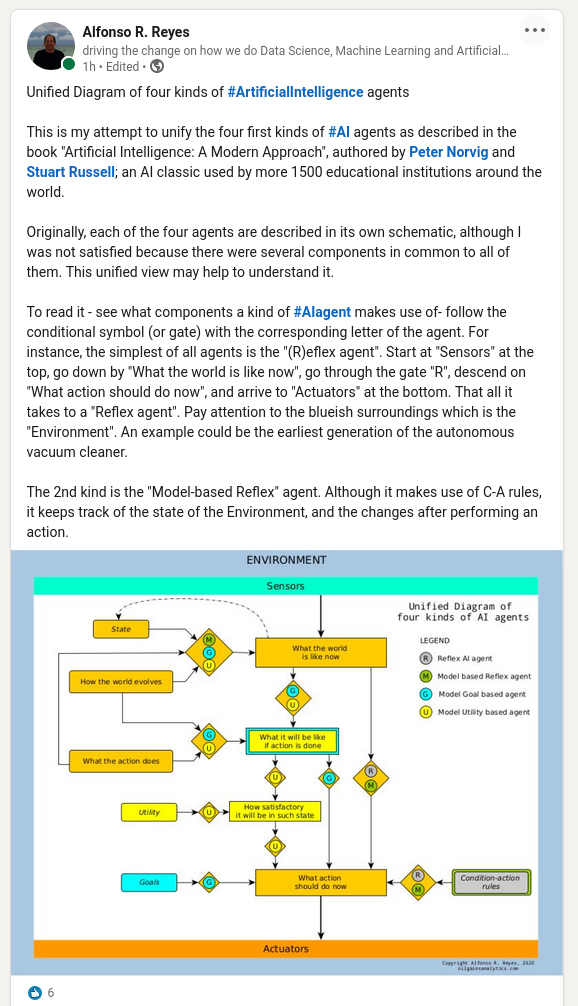 Alfonso R. Reyes
driving the change on how we do Data Science, Machine Learning and Artificial...
1h • Edited •
Unified Diagram of four kinds of #ArtificialIntelligence agents
This is my attempt to unify the four first kinds of #AI agents as described in the
book "Artificial Intelligence: A Modern Approach", authored by Peter Norvig and
Stuart Russell; an AI classic used by more 1500 educational institutions around the
world.
Originally, each of the four agents are described in its own schematic, although I
was not satisfied because there were several components in common to all of
them. This unified view may help to understand it.
To read it - see what components a kind of #AIagent makes use of- follow the
conditional symbol (or gate) with the corresponding letter of the agent. For
instance, the simplest of all agents is the "(R)eflex agent". Start at "Sensors" at the
top, go down by "What the world is like now", go through the gate "R", descend on
"What action should do now", and arrive to "Actuators" at the bottom. That all it
takes to a "Reflex agent". Pay attention to the blueish surroundings which is the
"Environment". An example could be the earliest generation of the autonomous
vacuum cleaner.
The 2nd kind is the "Model-based Reflex" agent. Although it makes use of C-A rules,
it keeps track of the state of the Environment, and the changes after performing an
action.
ENVIRONMENT
Sensors
Unified Diagram of
four kinds of AI agents
LEGEND
R Reflex AI agent
M Model based Reflex agent
G Model Goal based agent
U Model Utility based agent
State
M
G
U
What the world
is like now
How the world evolves
G
U
G
U
What it will be like
if action is done
What the action does
U
G
R
M
Utility
U
How satisfactory
it will be in such state
U
Goals
G
What action
should do now
R
M
Condition-action
rules
Actuators
Copyright Alfonso R. Reyes, 2020
oilgainsanalytics.com
6